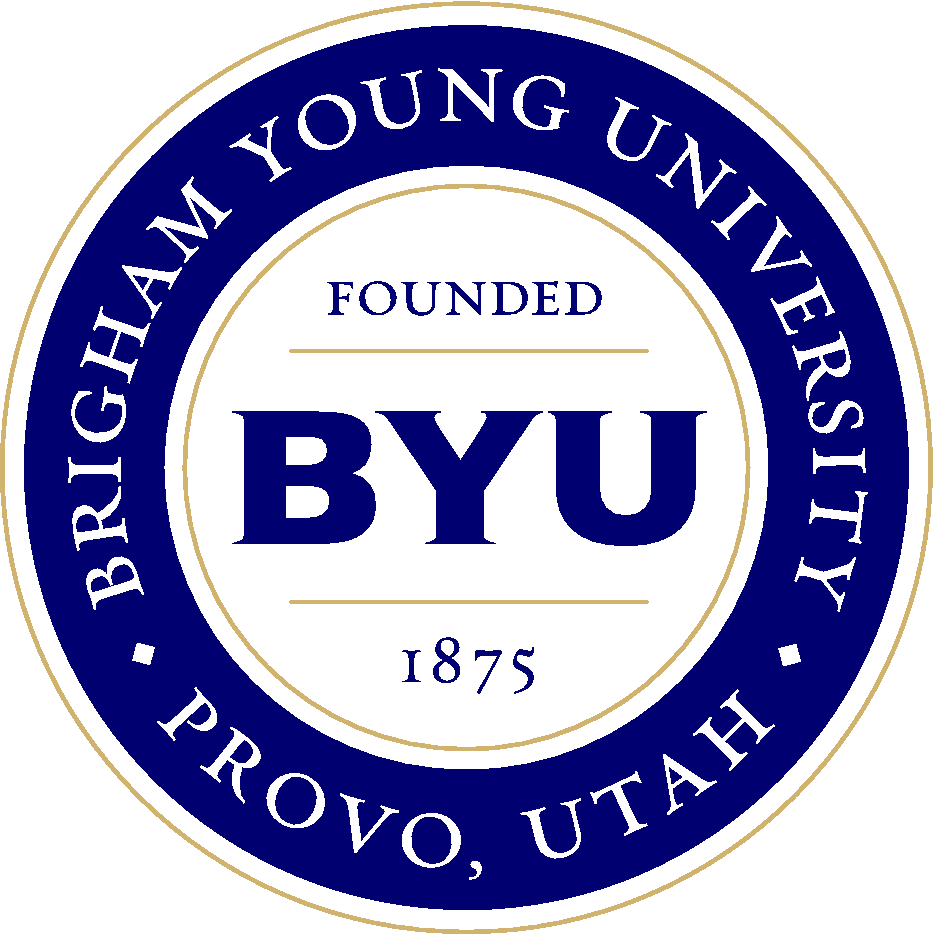 BRIGHAM YOUNG UNIVERSITY
FOUNDED
BYU
1875
PROVO, UTAH